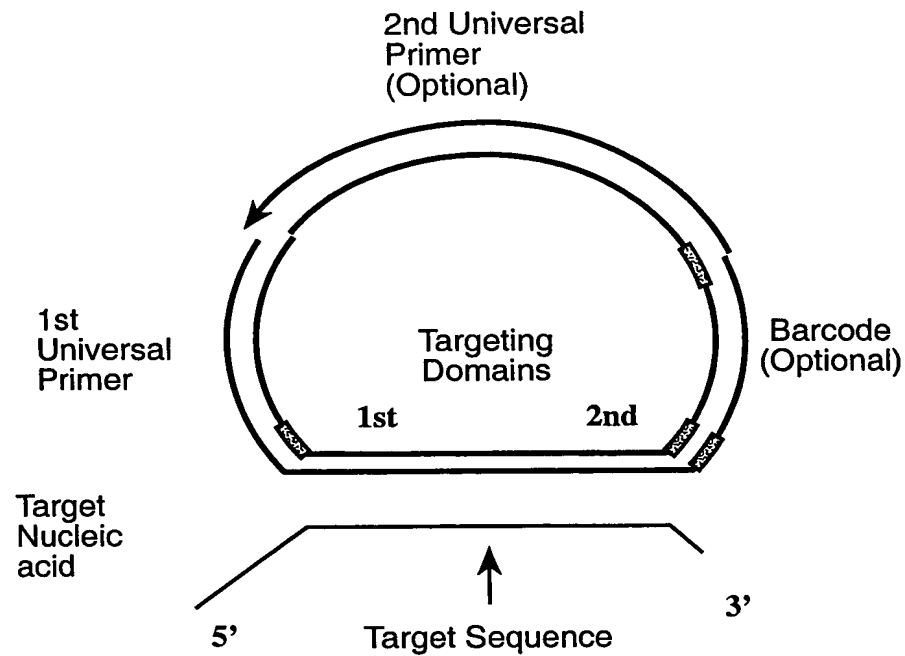 2nd Universal
Primer
(Optional)
1st
Universal
Primer
Targeting
Domains
Barcode
(Optional)
1st
2nd
Target
Nucleic
acid
5’
3’
Target Sequence